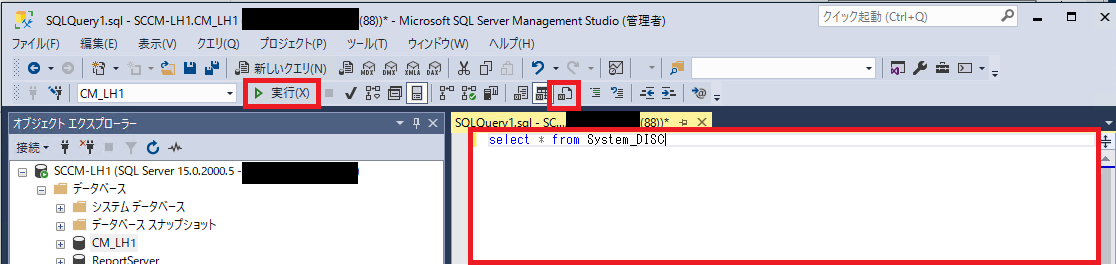 SQLQuery1.sql - SCCM-LH1.CM_LH1 (88))* - Microsoft SQL Server Management Studio (管理者)
クイック起動 (Ctrl+Q)
ファイル(F) 編集(E) 表示(V) クエリ(Q) プロジェクト(P) ツール(T) ウィンドウ(W) ヘルプ(H)
新しいクエリ(N) MDX DMX XMLA DAX
CM_LH1 実行(X)
オブジェクト エクスプローラー
SQLQuery1.sql - SC... (88))*
接続
select * from System_DISC
SCCM-LH1 (SQL Server 15.0.2000.5 -
データベース
システム データベース
データベース スナップショット
CM_LH1
ReportServer